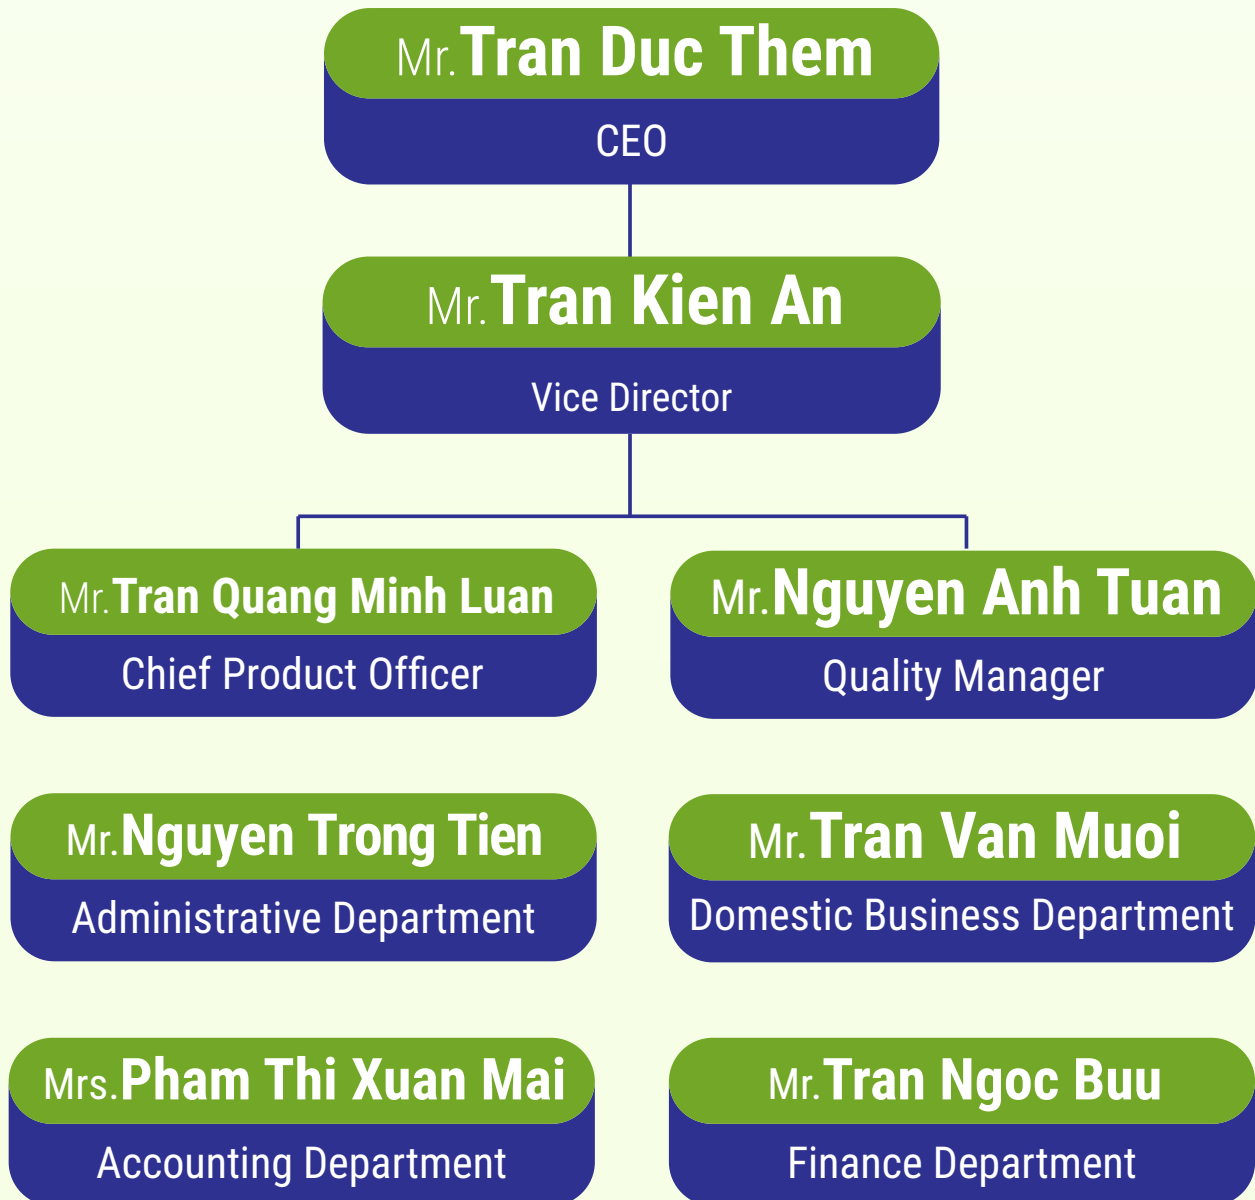 Mr. Tran Duc Them
CEO
Mr. Tran Kien An
Vice Director
Mr. Tran Quang Minh Luan
Chief Product Officer
Mr. Nguyen Anh Tuan
Quality Manager
Mr. Nguyen Trong Tien
Administrative Department
Mr. Tran Van Muoi
Domestic Business Department
Mrs. Pham Thi Xuan Mai
Accounting Department
Mr. Tran Ngoc Buu
Finance Department